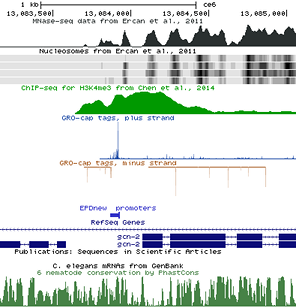 1 kb ce6
13,083,500 13,084,000 13,084,500 13,085,000
MNase-seq data from Ercan et al., 2011
Nucleosomes from Ercan et al., 2011
ChIP-seq for H3K4me3 from Chen et al., 2014
GRO-cap tags, plus strand
GRO-cap tags, minus strand
EPDnew promoters
RefSeq Genes
gcn-2
gcn-2
Publications: Sequences in Scientific Articles
C. elegans mRNAs from GenBank
6 nematode conservation by PhastCons